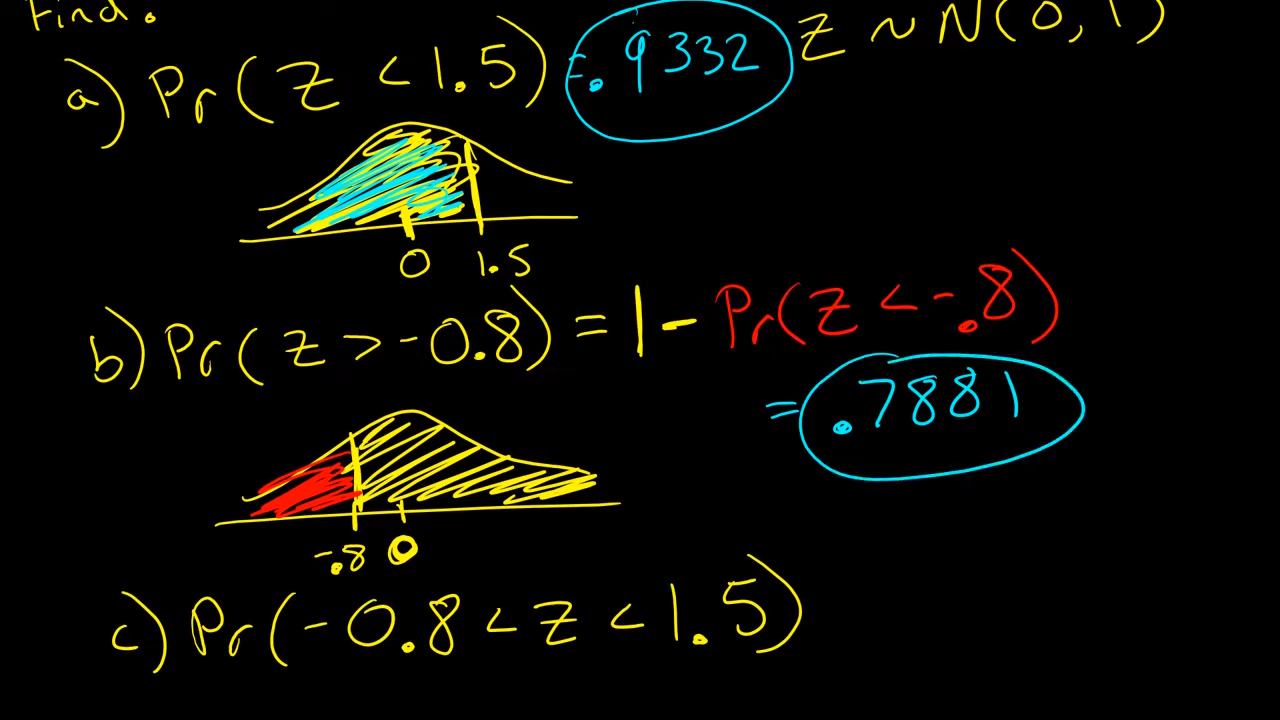 Find:
a) Pr(Z < 1.5) = .9332 Z ~ N(0, 1)
0 1.5
b) Pr(Z > -0.8) = 1 - Pr(Z < -.8)
= .7881
-.8 0
c) Pr(-0.8 < Z < 1.5)